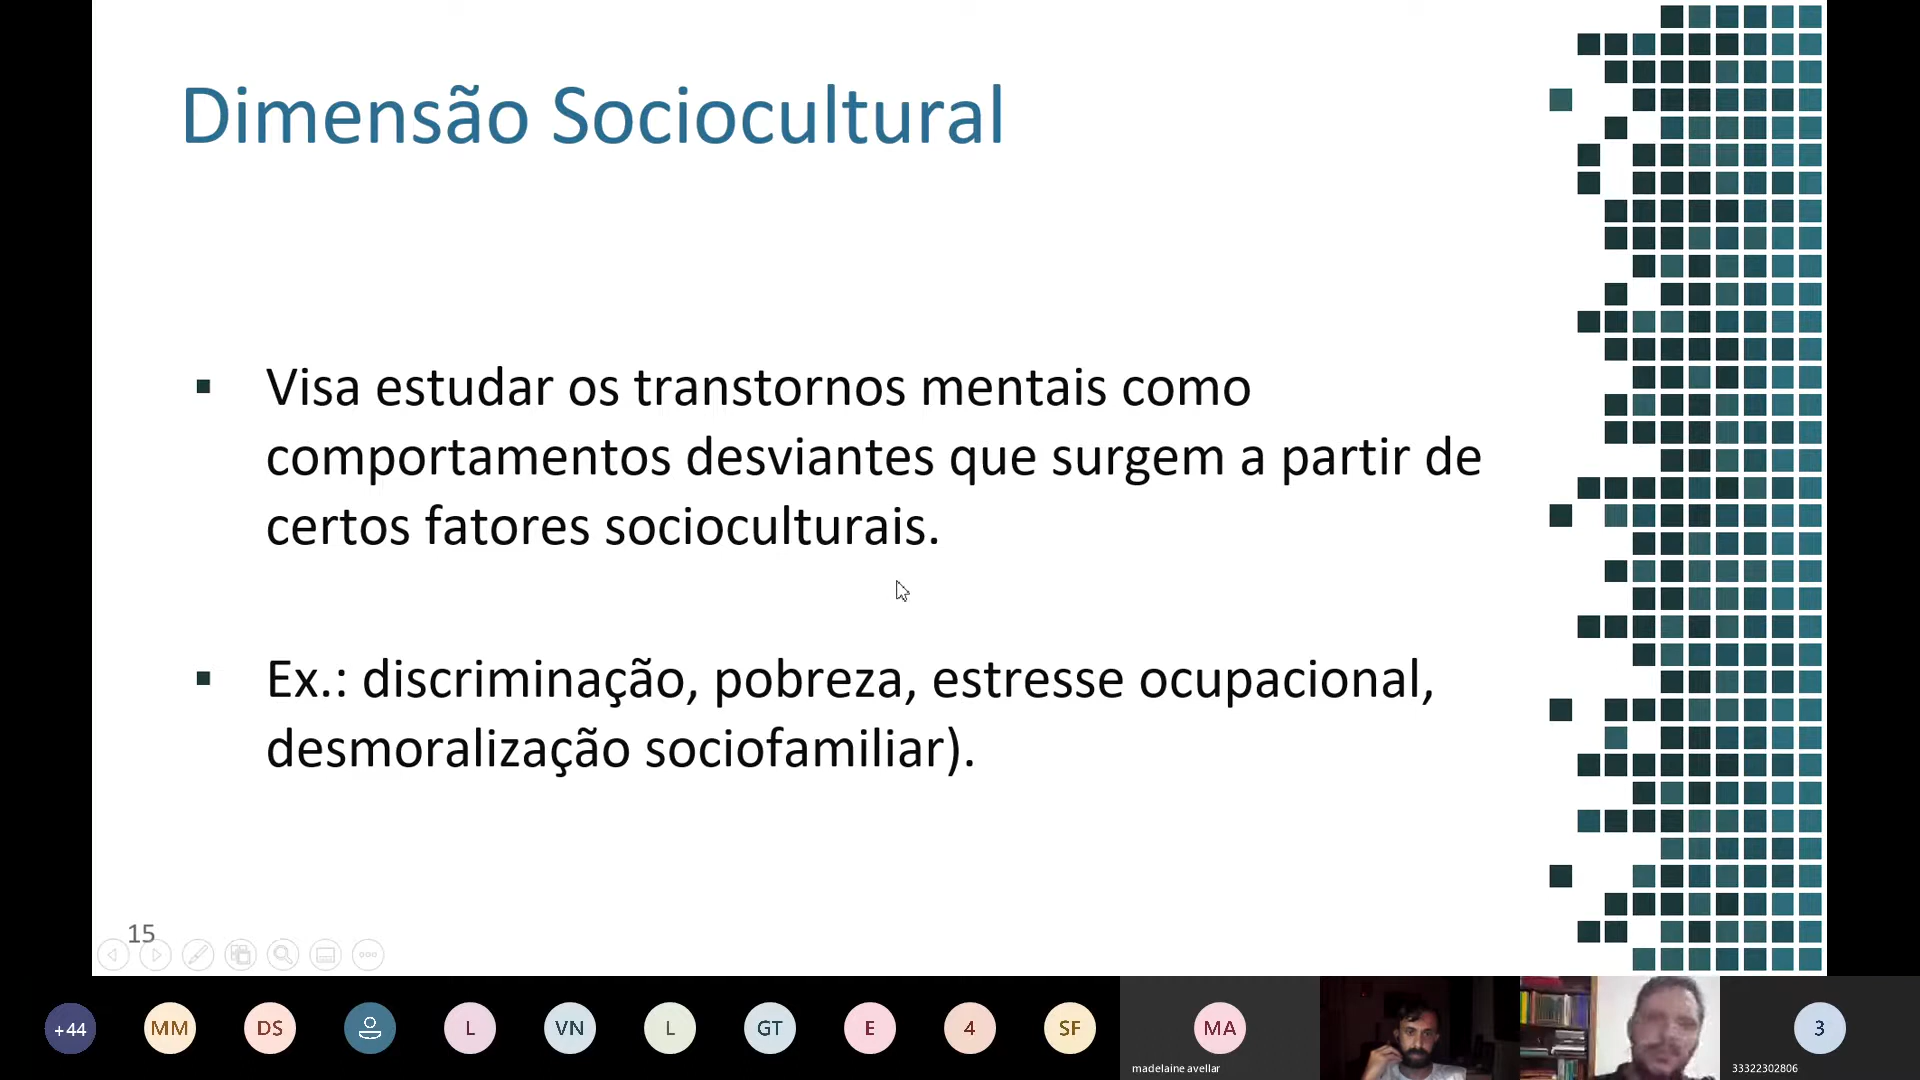 Dimensão Sociocultural
▪ Visa estudar os transtornos mentais como
comportamentos desviantes que surgem a partir de
certos fatores socioculturais.
▪ Ex.: discriminação, pobreza, estresse ocupacional,
desmoralização sociofamiliar).
15
+44 MM DS L VN L GT E 4 SF MA 3
madelaine avellar
33322302806